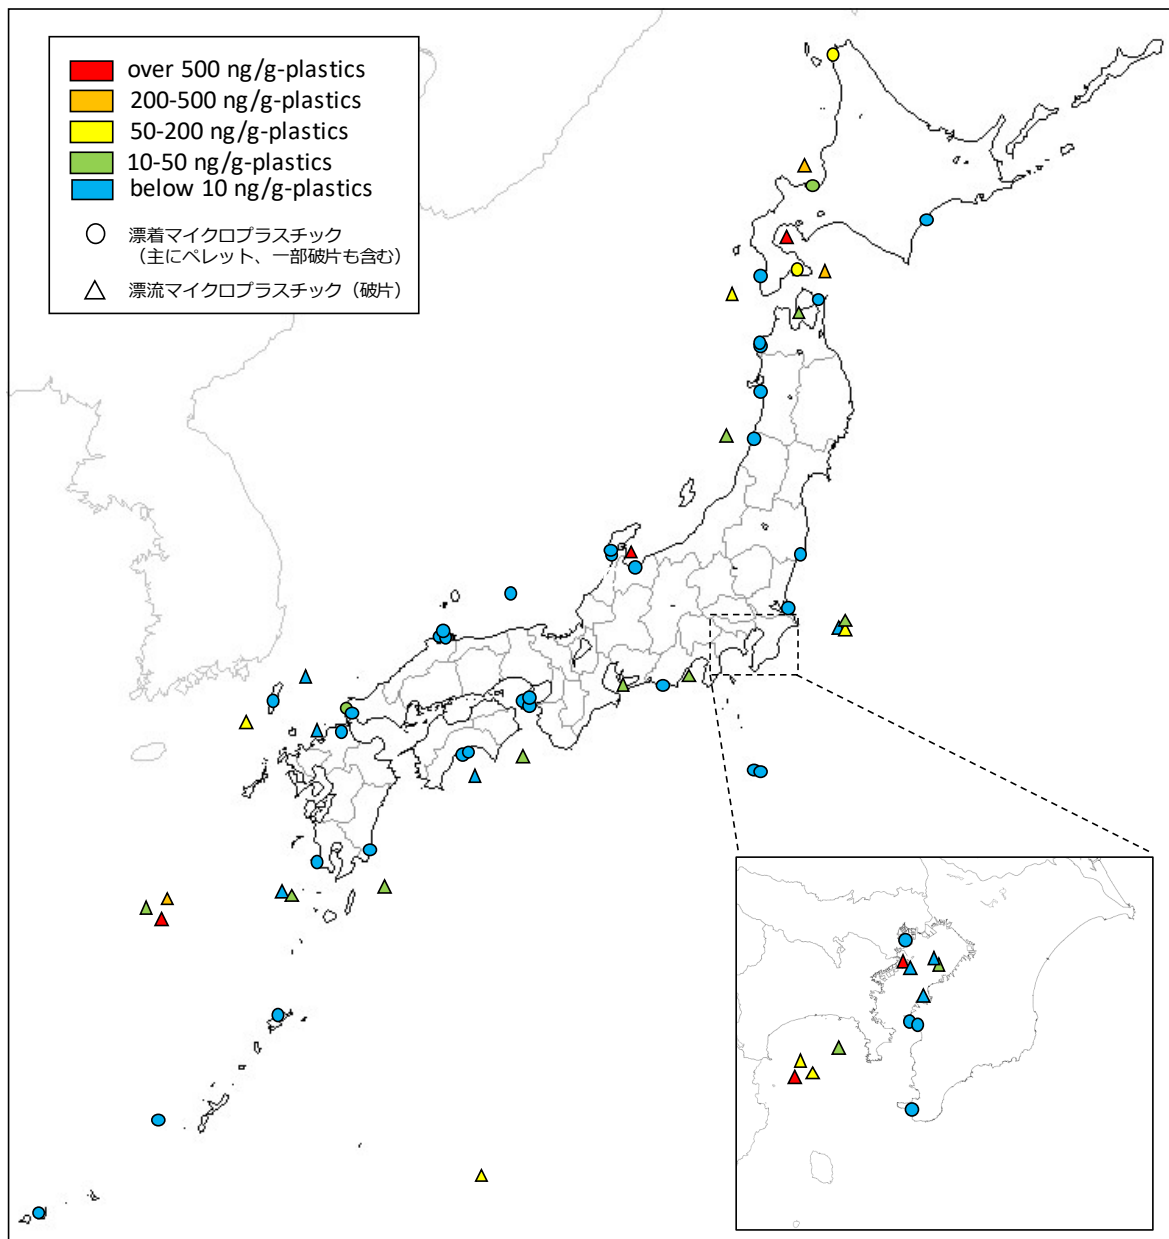 over 500 ng/g-plastics
200-500 ng/g-plastics
50-200 ng/g-plastics
10-50 ng/g-plastics
below 10 ng/g-plastics
漂着マイクロプラスチック
（主にペレット、一部破片も含む）
漂流マイクロプラスチック（破片）